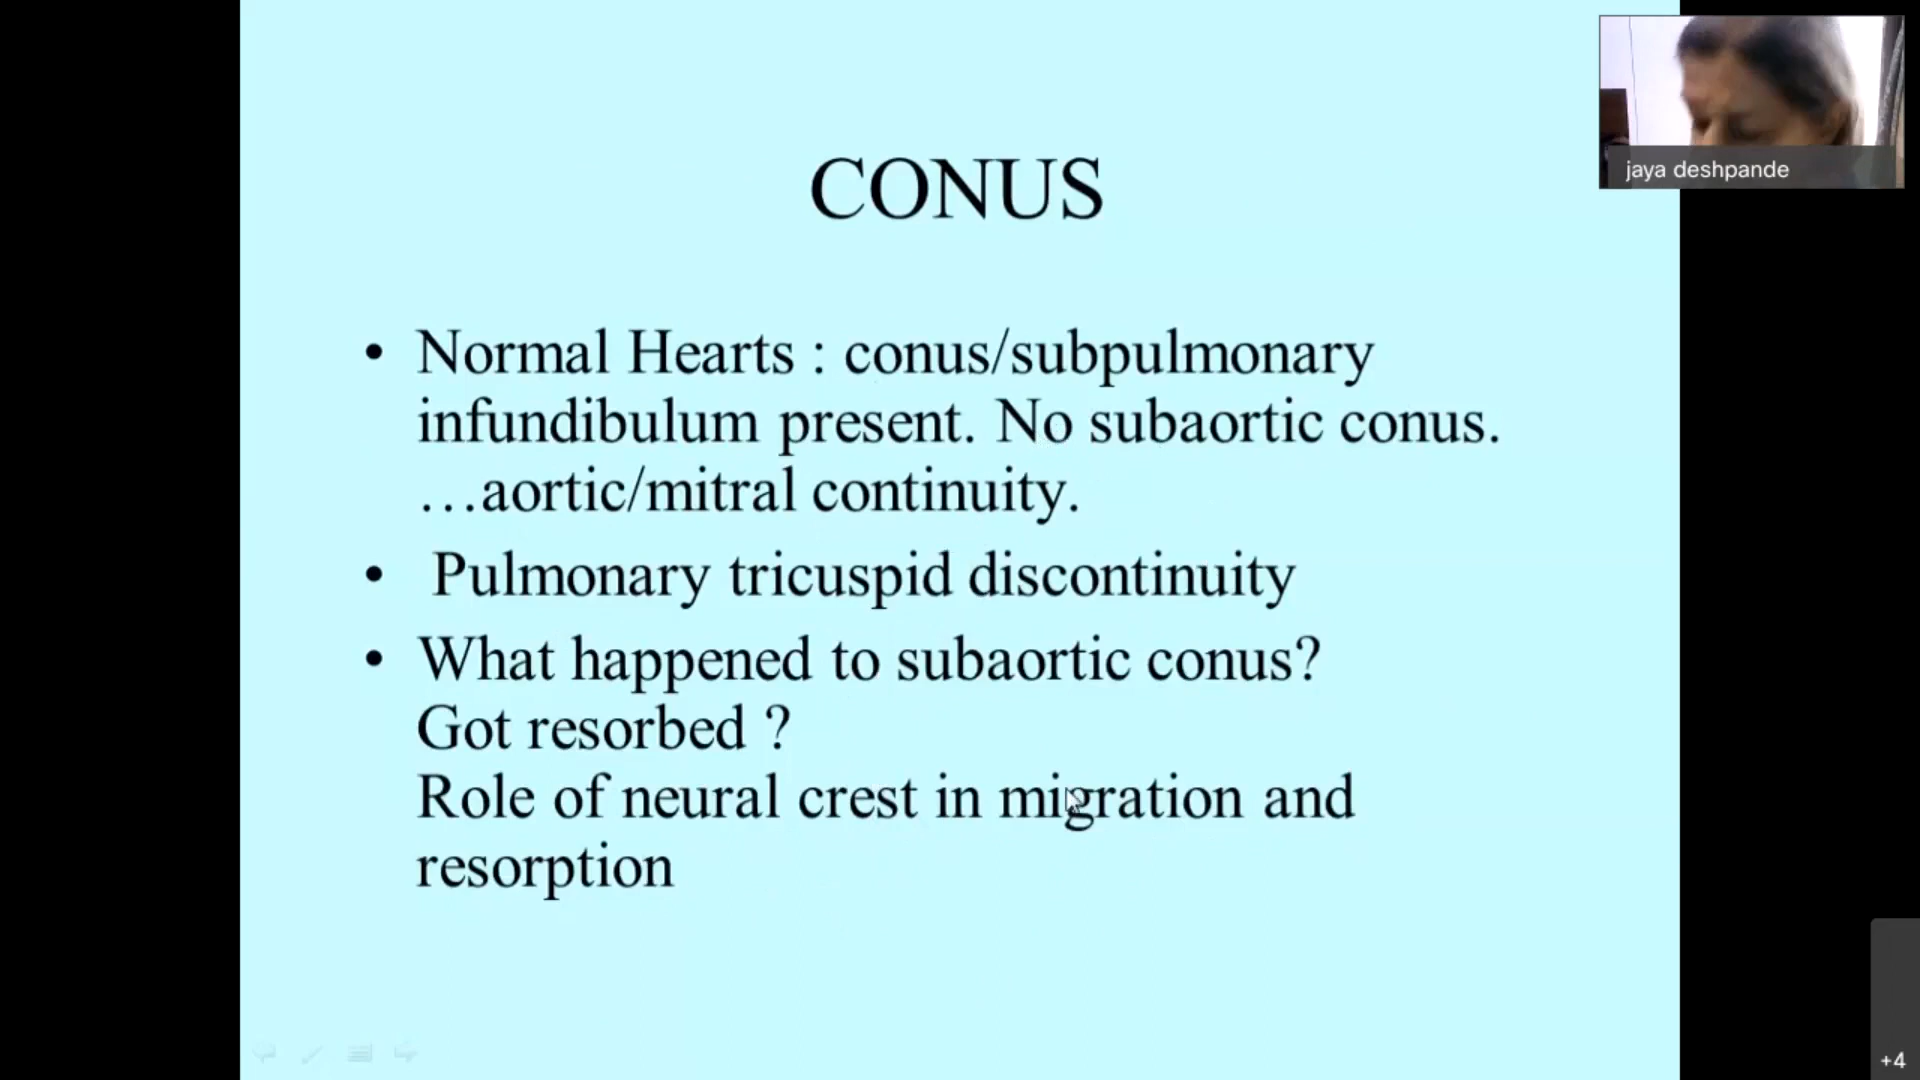 CONUS
• Normal Hearts : conus/subpulmonary
infundibulum present. No subaortic conus.
…aortic/mitral continuity.
• Pulmonary tricuspid discontinuity
• What happened to subaortic conus?
Got resorbed ?
Role of neural crest in migration and
resorption
jaya deshpande
+4